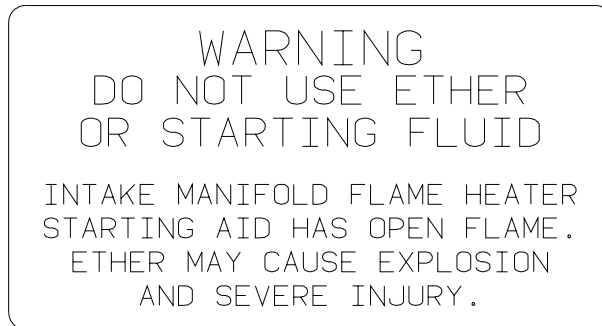 WARNING
DO NOT USE ETHER
OR STARTING FLUID
INTAKE MANIFOLD FLAME HEATER
STARTING AID HAS OPEN FLAME.
ETHER MAY CAUSE EXPLOSION
AND SEVERE INJURY.